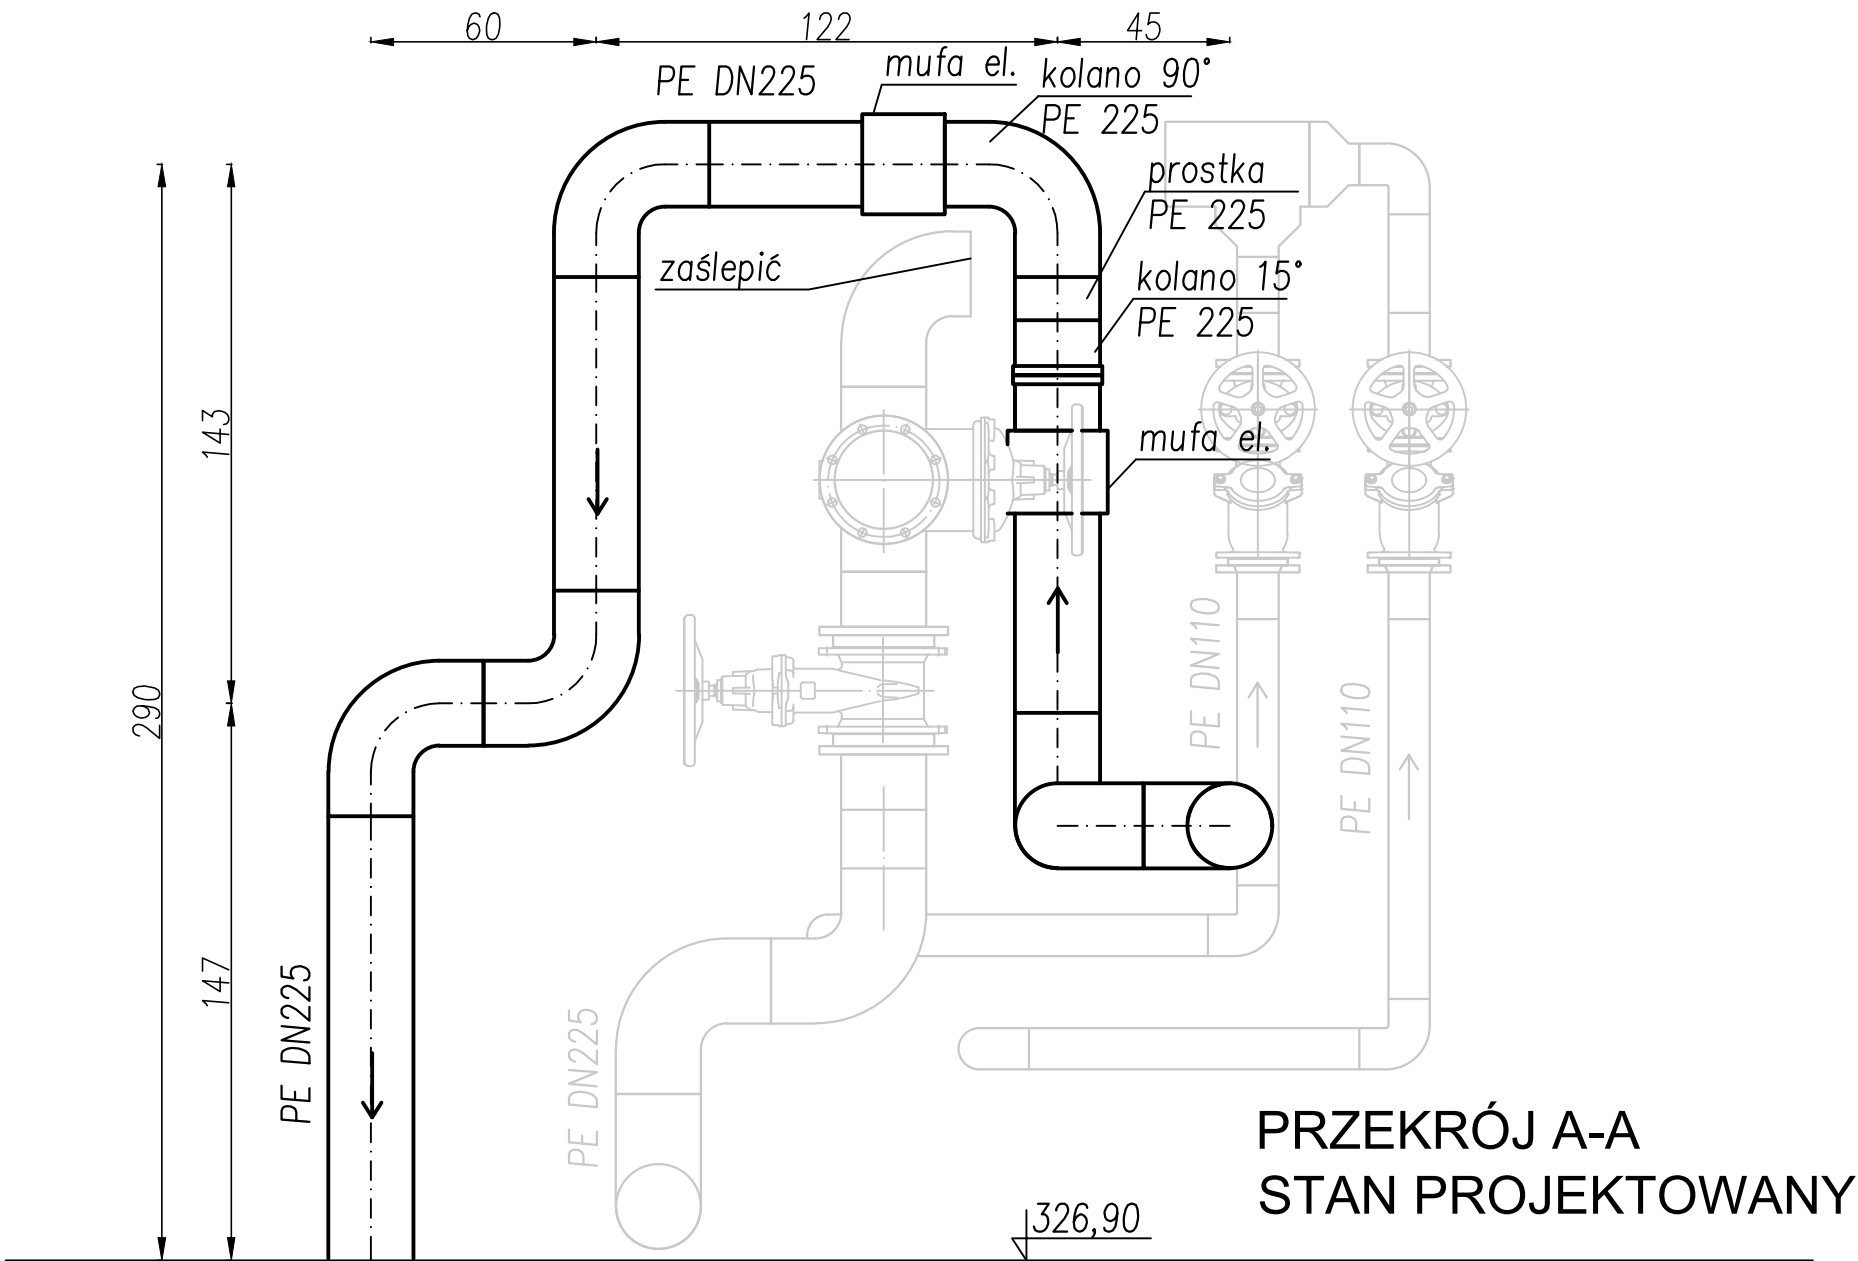 60
122
45
PE DN225
mufa el.
kolano 90°
PE 225
prostka
PE 225
zaślepić
kolano 15°
PE 225
143
mufa el.
290
PE DN110
PE DN110
147
PE DN225
PE DN225
PRZEKRÓJ A-A
STAN PROJEKTOWANY
326,90